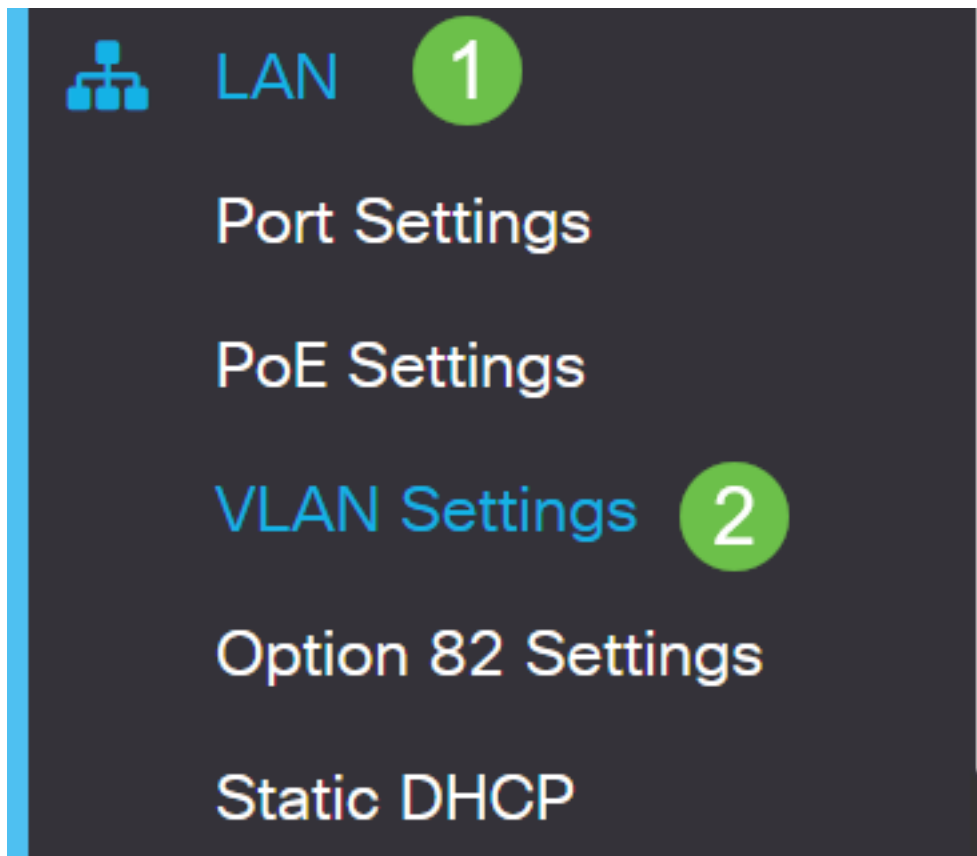 LAN 1
Port Settings
PoE Settings
VLAN Settings 2
Option 82 Settings
Static DHCP